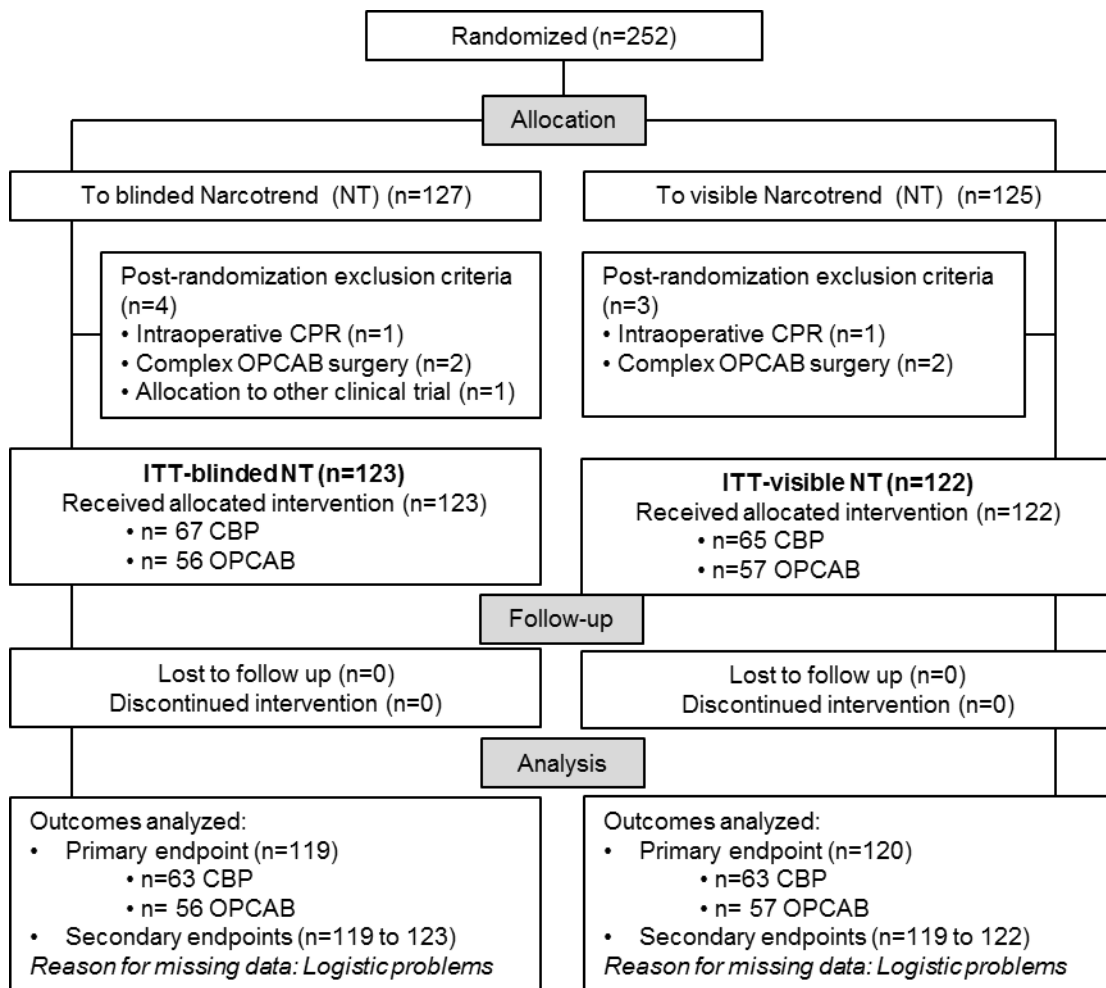 Randomized (n=252)
Allocation
To blinded Narcotrend (NT) (n=127)
To visible Narcotrend (NT) (n=125)
Post-randomization exclusion criteria
(n=4)
• Intraoperative CPR (n=1)
• Complex OPCAB surgery (n=2)
• Allocation to other clinical trial (n=1)
Post-randomization exclusion criteria
(n=3)
• Intraoperative CPR (n=1)
• Complex OPCAB surgery (n=2)
ITT-blinded NT (n=123)
Received allocated intervention (n=123)
• n= 67 CBP
• n= 56 OPCAB
ITT-visible NT (n=122)
Received allocated intervention (n=122)
• n=65 CBP
• n=57 OPCAB
Follow-up
Lost to follow up (n=0)
Discontinued intervention (n=0)
Lost to follow up (n=0)
Discontinued intervention (n=0)
Analysis
Outcomes analyzed:
• Primary endpoint (n=119)
• n=63 CBP
• n= 56 OPCAB
• Secondary endpoints (n=119 to 123)
Reason for missing data: Logistic problems
Outcomes analyzed:
• Primary endpoint (n=120)
• n=63 CBP
• n= 57 OPCAB
• Secondary endpoints (n=119 to 122)
Reason for missing data: Logistic problems